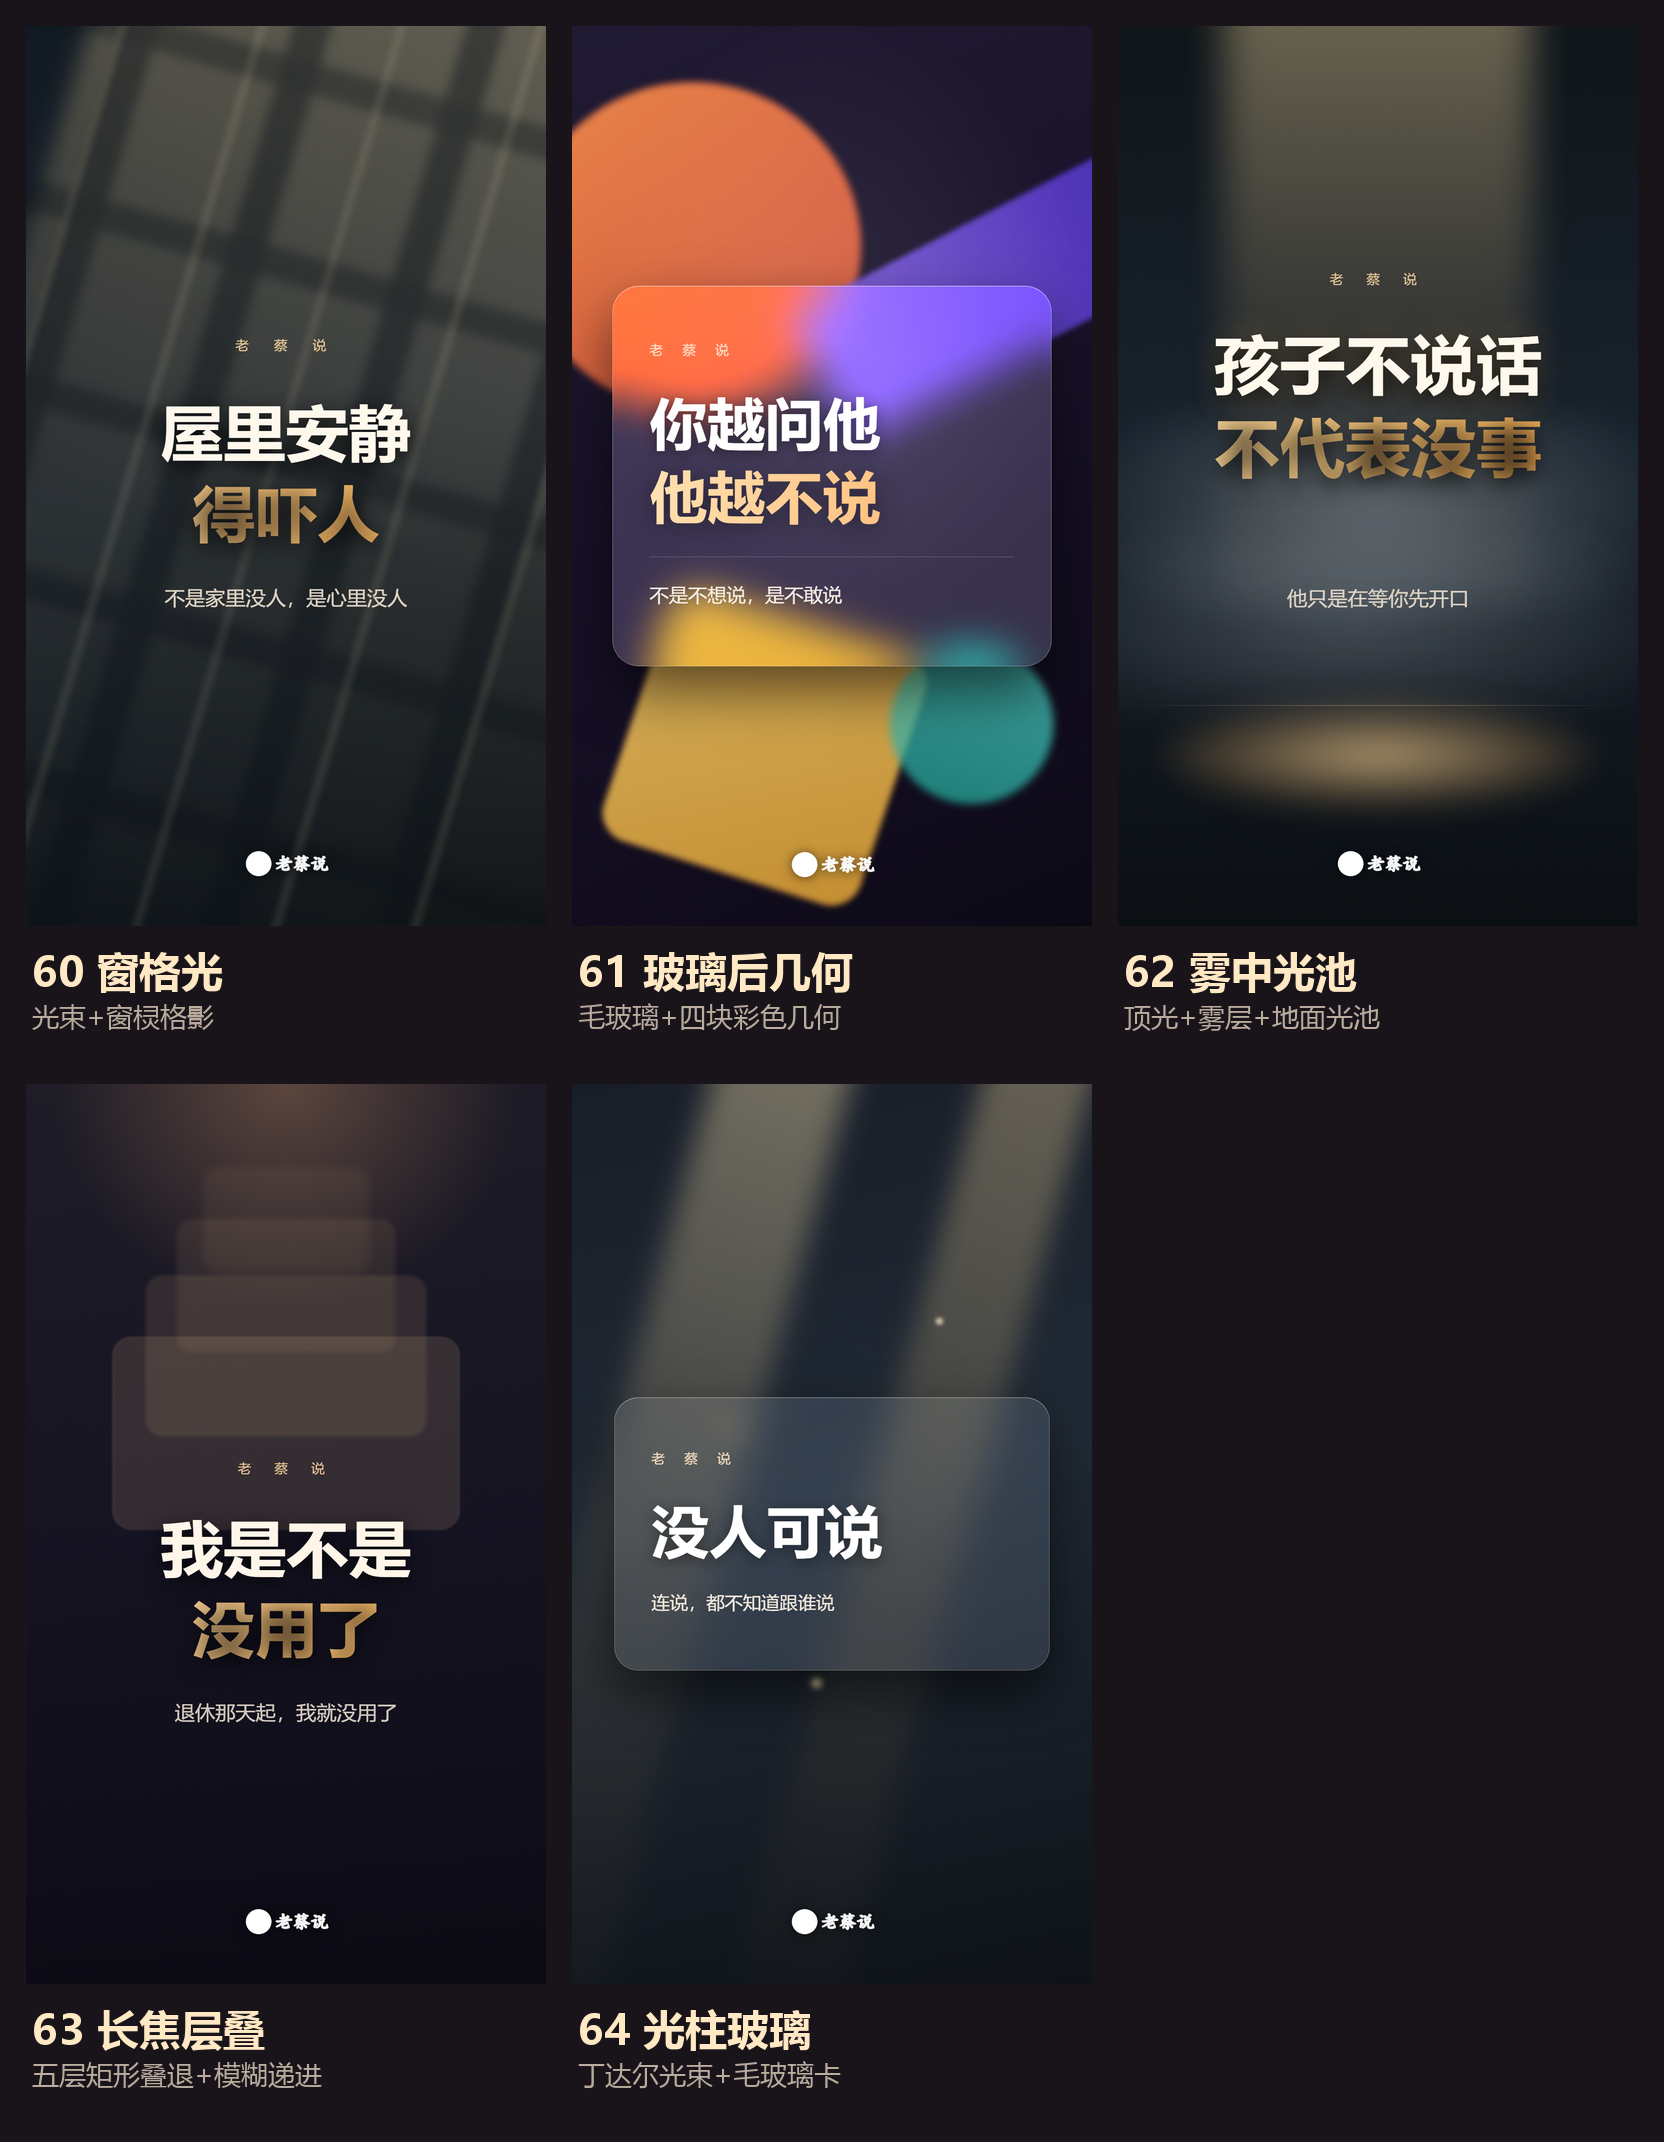 老蔡说
屋里安静
得吓人
不是家里没人，是心里没人
老蔡说
60 窗格光
光束+窗棂格影
老蔡说
你越问他
他越不说
不是不想说，是不敢说
老蔡说
61 玻璃后几何
毛玻璃+四块彩色几何
老蔡说
孩子不说话
不代表没事
他只是在等你先开口
老蔡说
62 雾中光池
顶光+雾层+地面光池
老蔡说
我是不是
没用了
退休那天起，我就没用了
老蔡说
63 长焦层叠
五层矩形叠退+模糊递进
老蔡说
没人可说
连说，都不知道跟谁说
老蔡说
64 光柱玻璃
丁达尔光束+毛玻璃卡